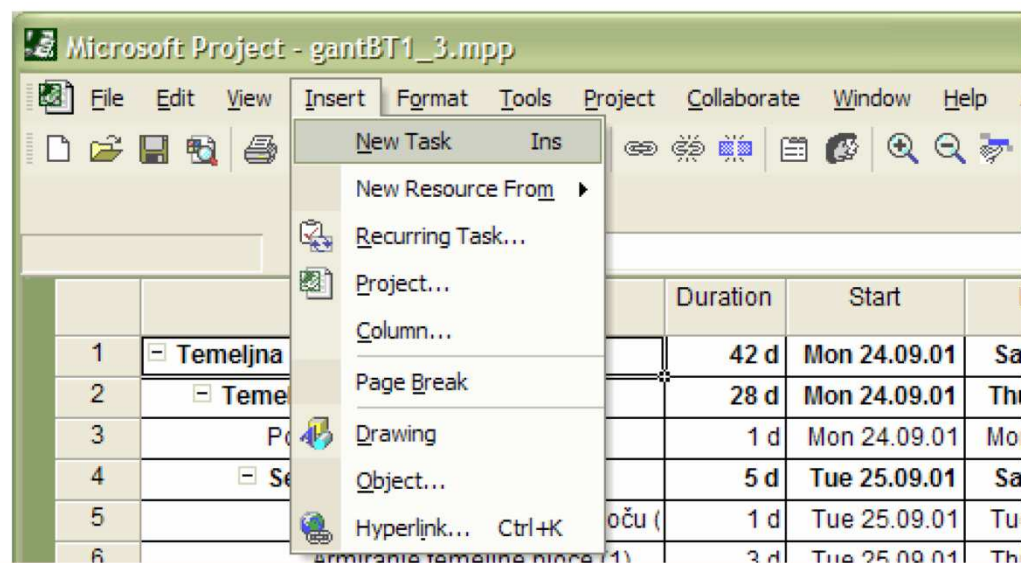 Microsoft Project - gantBT1_3.mpp
File Edit View Insert Format Tools Project Collaborate Window Help
New Task Ins
New Resource From
Recurring Task...
Project...
Column...
Page Break
Drawing
Object...
Hyperlink... Ctrl+K
Duration Start
1 Temeljna 42 d Mon 24.09.01 Sa
2 Temel 28 d Mon 24.09.01 Thu
3 Po 1 d Mon 24.09.01 Mo
4 Se 5 d Tue 25.09.01 Sa
5 oču ( 1 d Tue 25.09.01 Tu
6 Armiranje temeljne ploče (1) 3 d Tue 25.09.01 Th